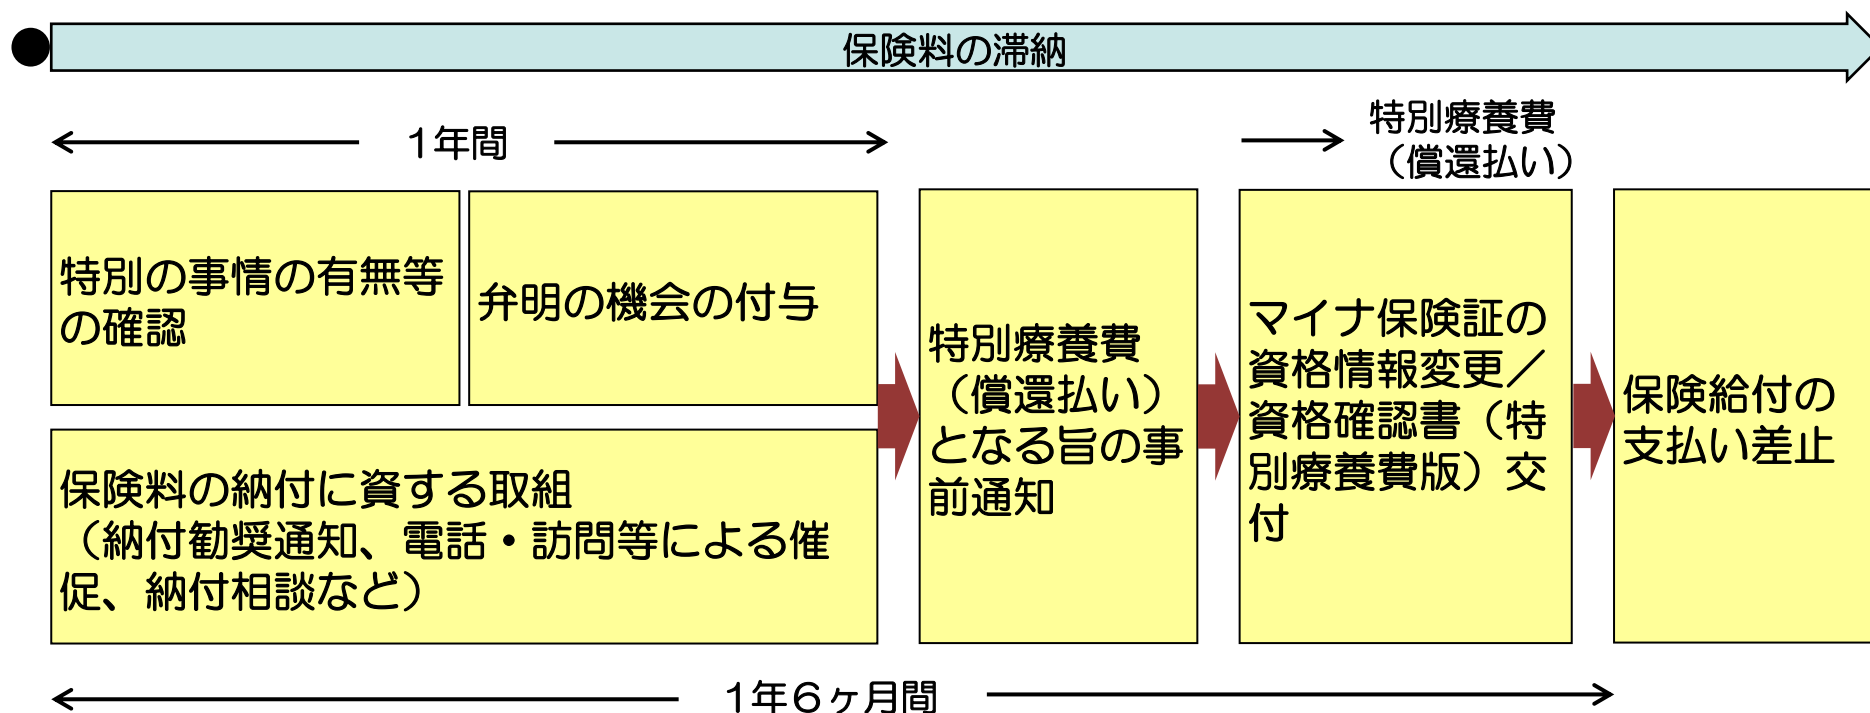 保険料の滞納
1年間
特別療養費
（償還払い）
特別の事情の有無等
の確認
弁明の機会の付与
保険料の納付に資する取組
（納付勧奨通知、電話・訪問等による催
促、納付相談など）
特別療養費
（償還払い）
となる旨の事
前通知
マイナ保険証の
資格情報変更／
資格確認書（特
別療養費版）交
付
保険給付の
支払い差止
1年６ヶ月間